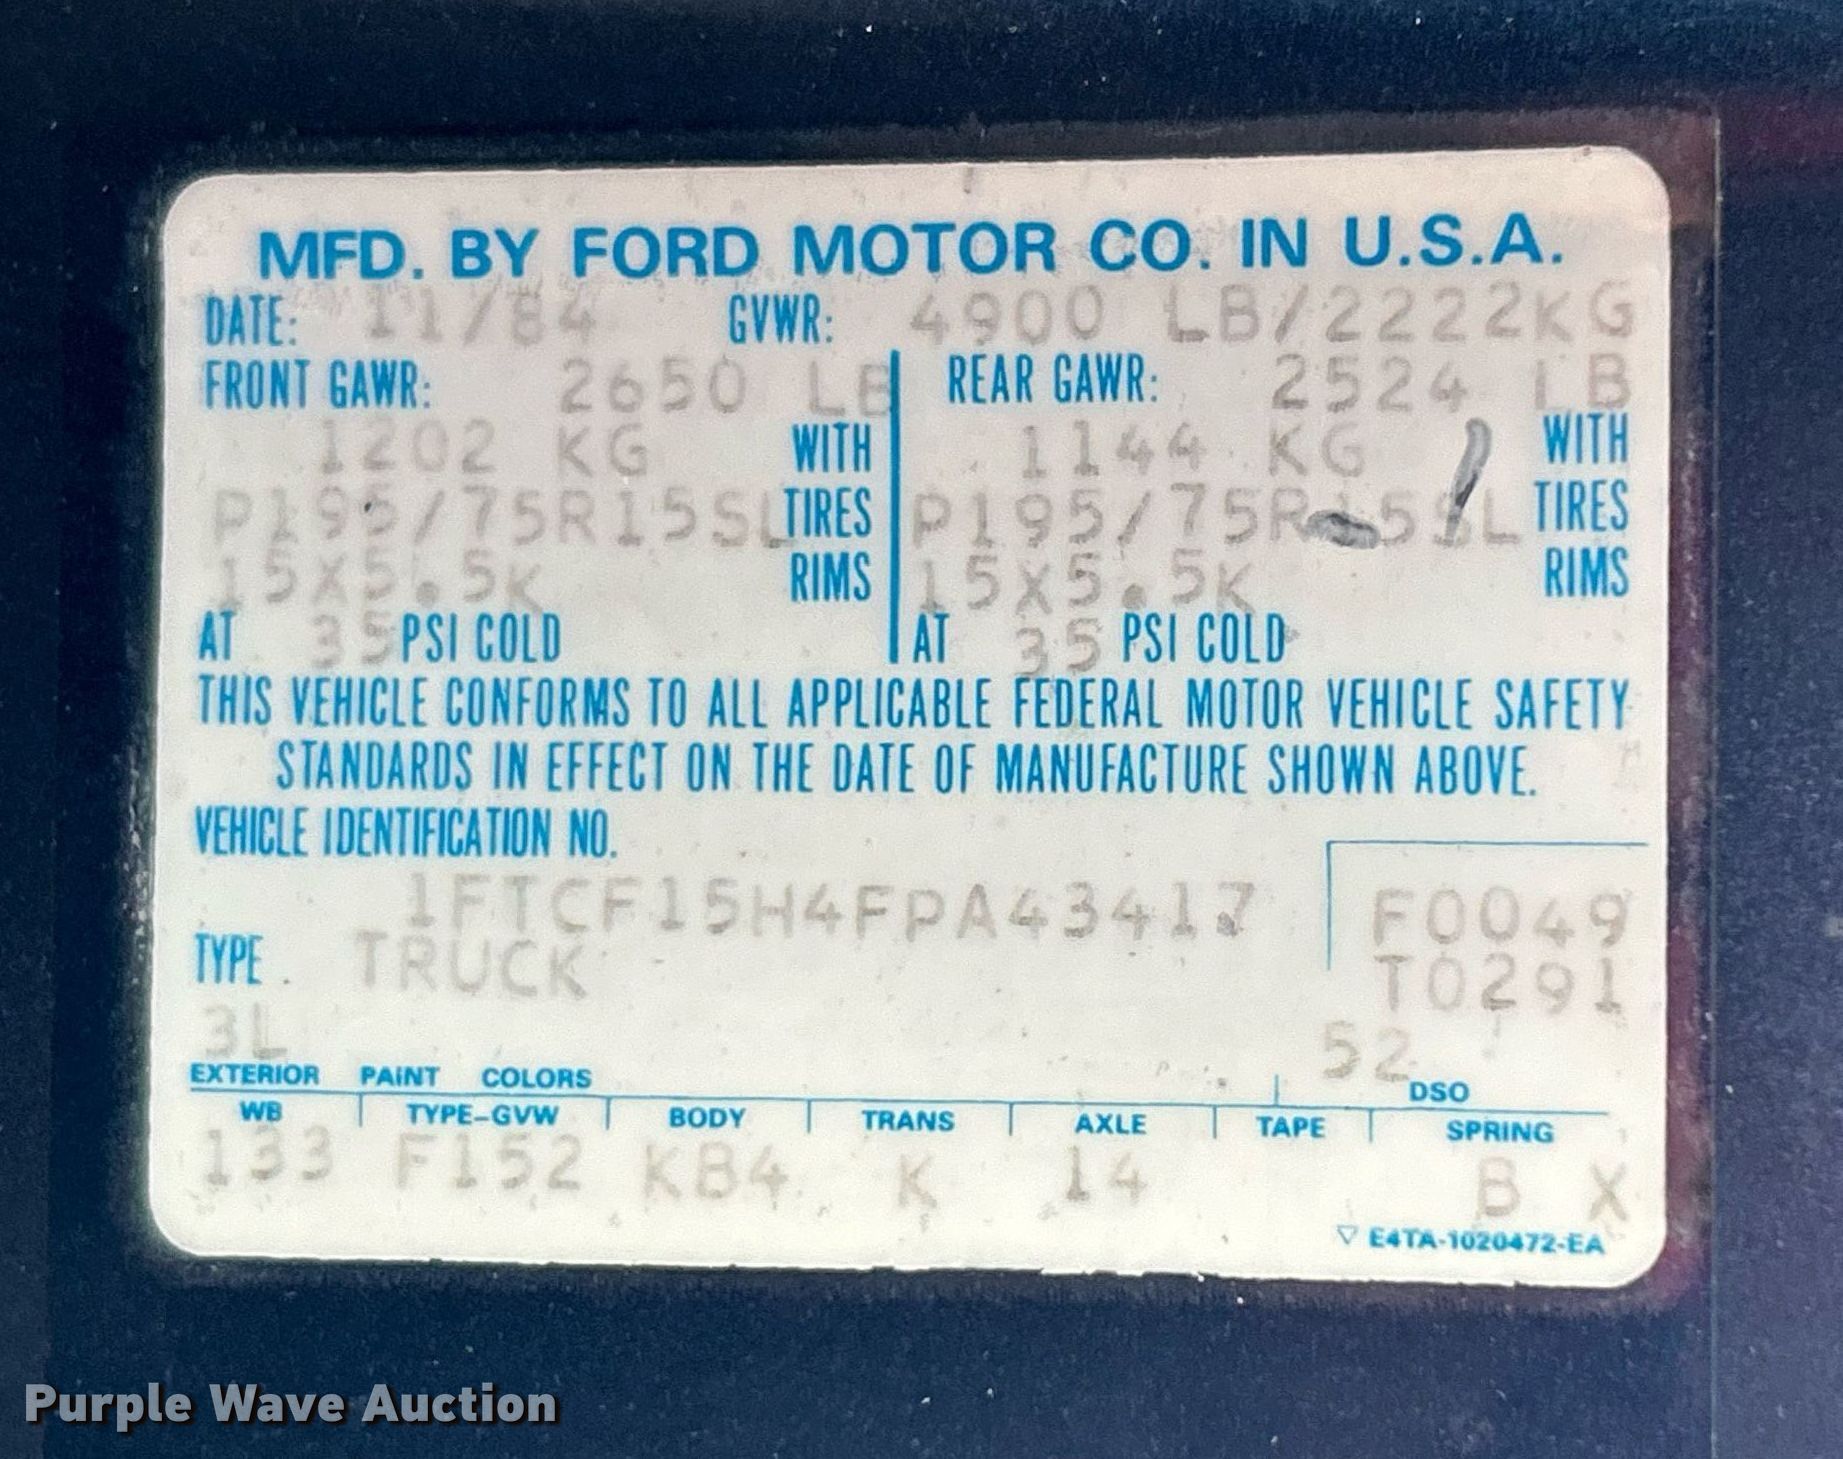 MFD. BY FORD MOTOR CO. IN U.S.A.
DATE: 11/84 GVWR: 4900 LB/2222KG
FRONT GAWR: 2650 LB REAR GAWR: 2524 LB
1202 KG WITH 1144 KG WITH
P195/75R15SL TIRES P195/75R15SL TIRES
15X5.5K RIMS 15X5.5K RIMS
AT 35 PSI COLD AT 35 PSI COLD
THIS VEHICLE CONFORMS TO ALL APPLICABLE FEDERAL MOTOR VEHICLE SAFETY
STANDARDS IN EFFECT ON THE DATE OF MANUFACTURE SHOWN ABOVE.
VEHICLE IDENTIFICATION NO.
1FTCF15H4FPA43417 F0049
TYPE TRUCK T0291
3L 52
EXTERIOR PAINT COLORS DSO
WB TYPE-GVW BODY TRANS AXLE TAPE SPRING
133 F152 KB4 K 14 B X
▽ E4TA-1020472-EA
Purple Wave Auction